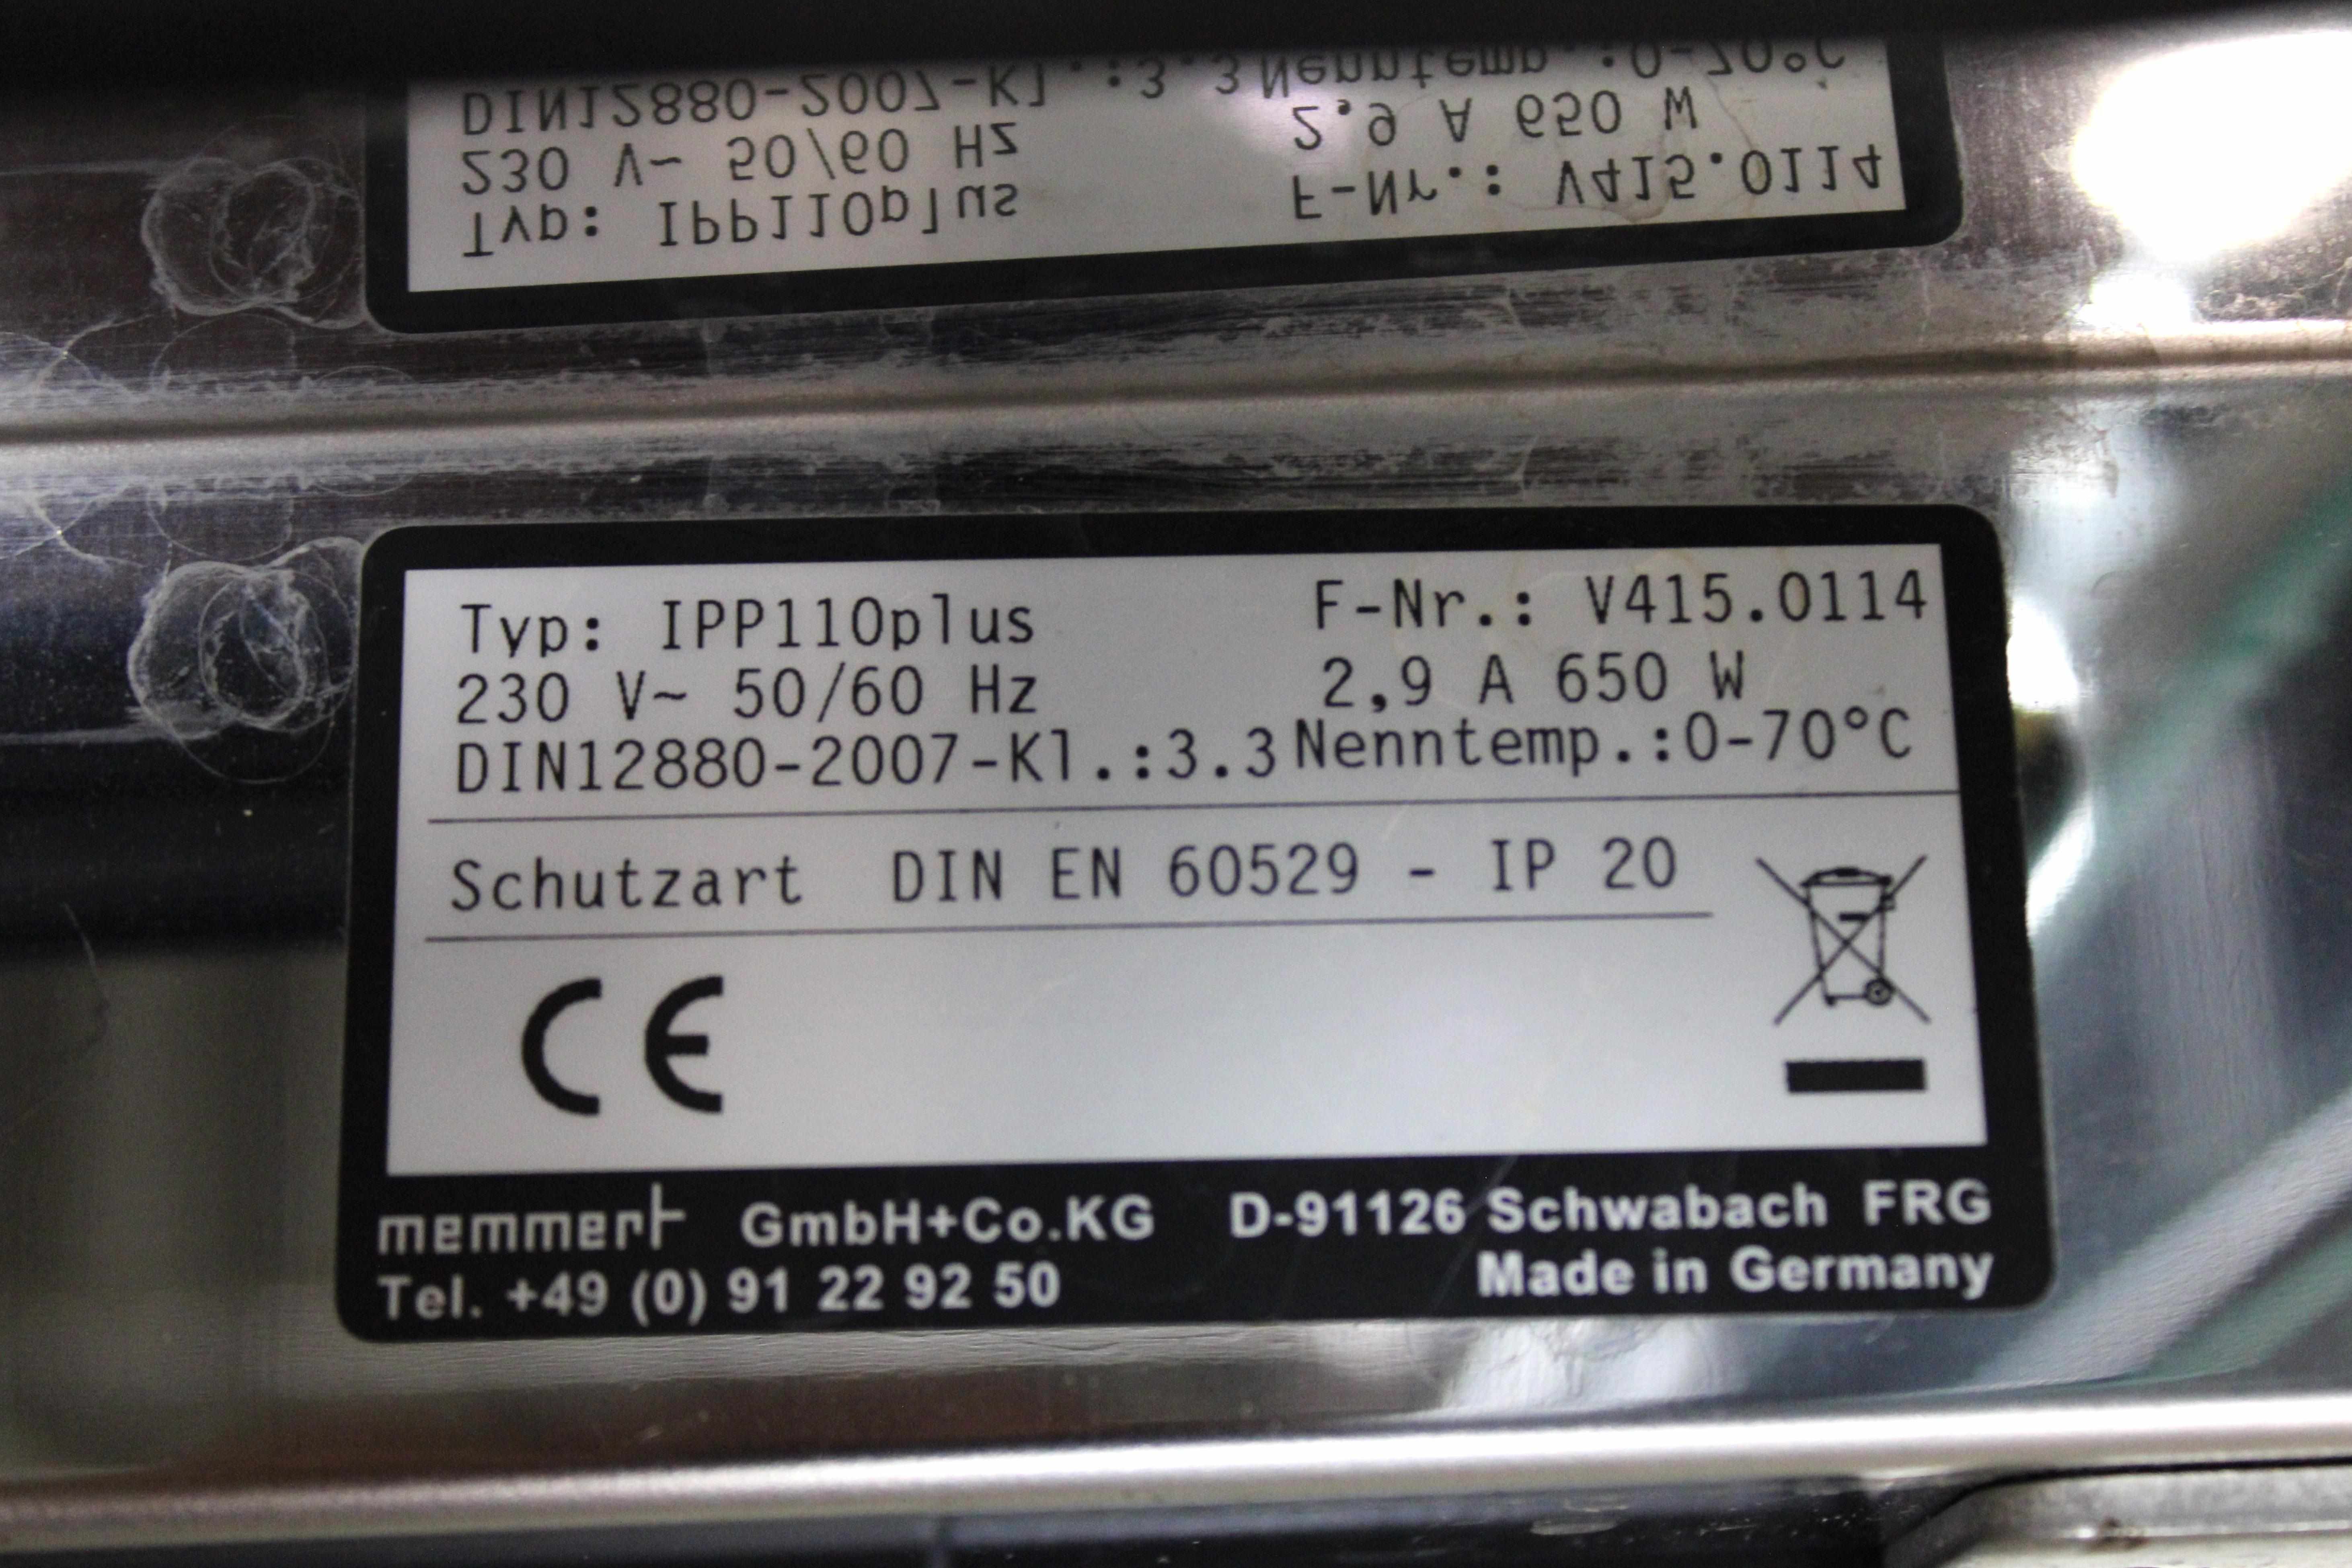 Typ: IPP110plus F-Nr.: V415.0114
230 V~ 50/60 Hz 2,9 A 650 W
DIN12880-2007-Kl.:3.3 Nenntemp.:0-70°C
Schutzart DIN EN 60529 - IP 20
CE
memmert GmbH+Co.KG D-91126 Schwabach FRG
Tel. +49 (0) 91 22 92 50 Made in Germany